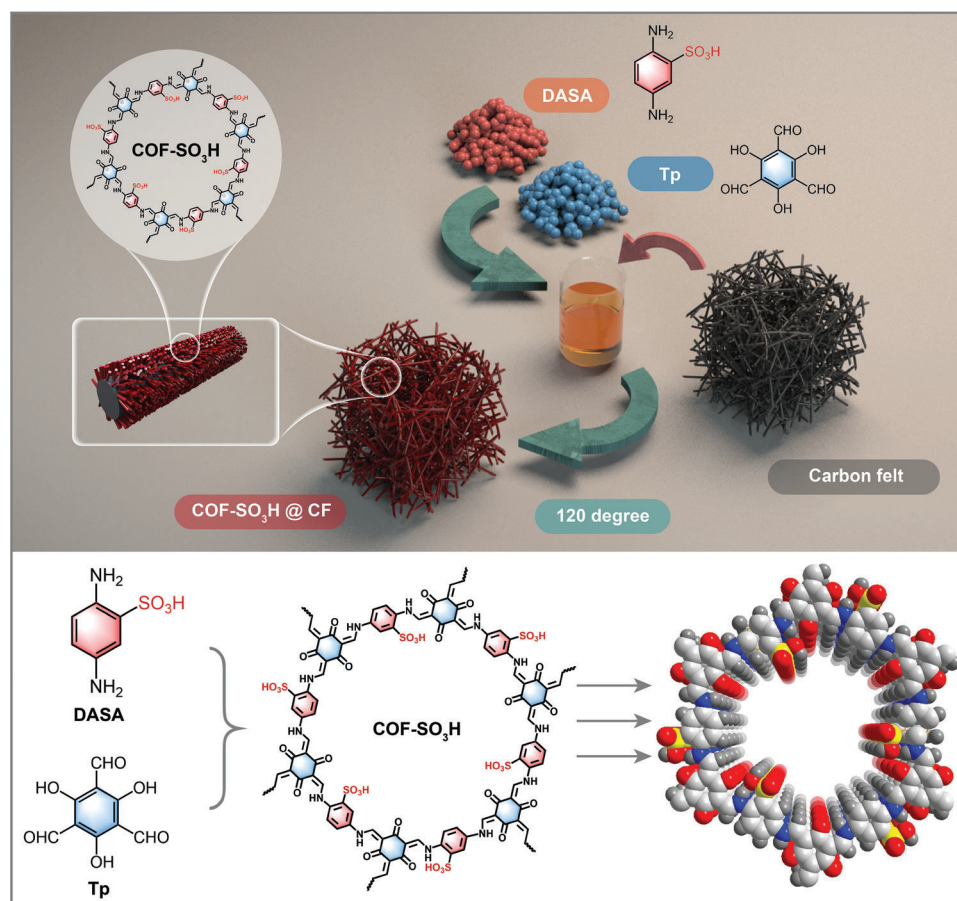 NH₂
SO₃H
NH₂
DASA
Tp
CHO
HO
OH
OHC
CHO
OH
SO₃H
SO₃H
HO₃S
COF-SO₃H
SO₃H
SO₃H
HO₃S
Carbon felt
COF-SO₃H @ CF
120 degree
NH₂
SO₃H
NH₂
DASA
CHO
HO
OH
OHC
CHO
OH
Tp
SO₃H
SO₃H
HO₃S
COF-SO₃H
SO₃H
SO₃H
HO₃S